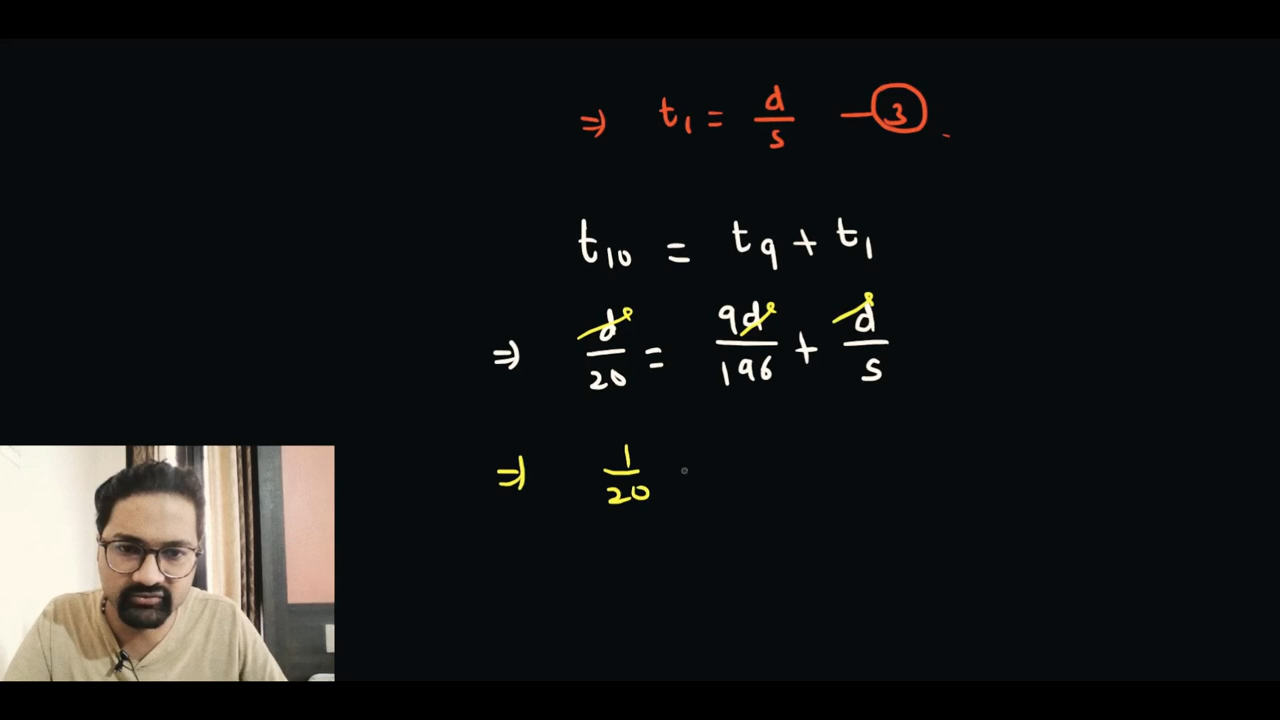 ⇒ t₁ = d/s — ③
t₁₀ = t₉ + t₁
⇒ d/20 = 9d/196 + d/s
⇒ 1/20